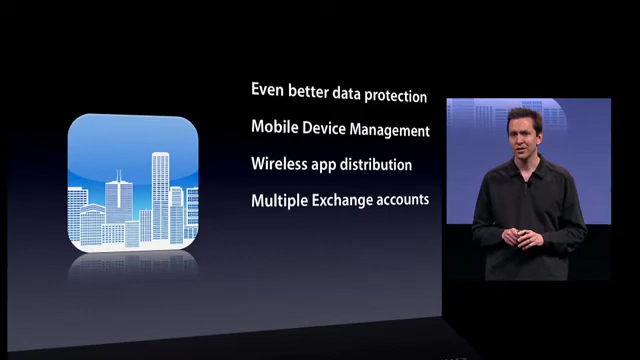 Even better data protection
Mobile Device Management
Wireless app distribution
Multiple Exchange accounts